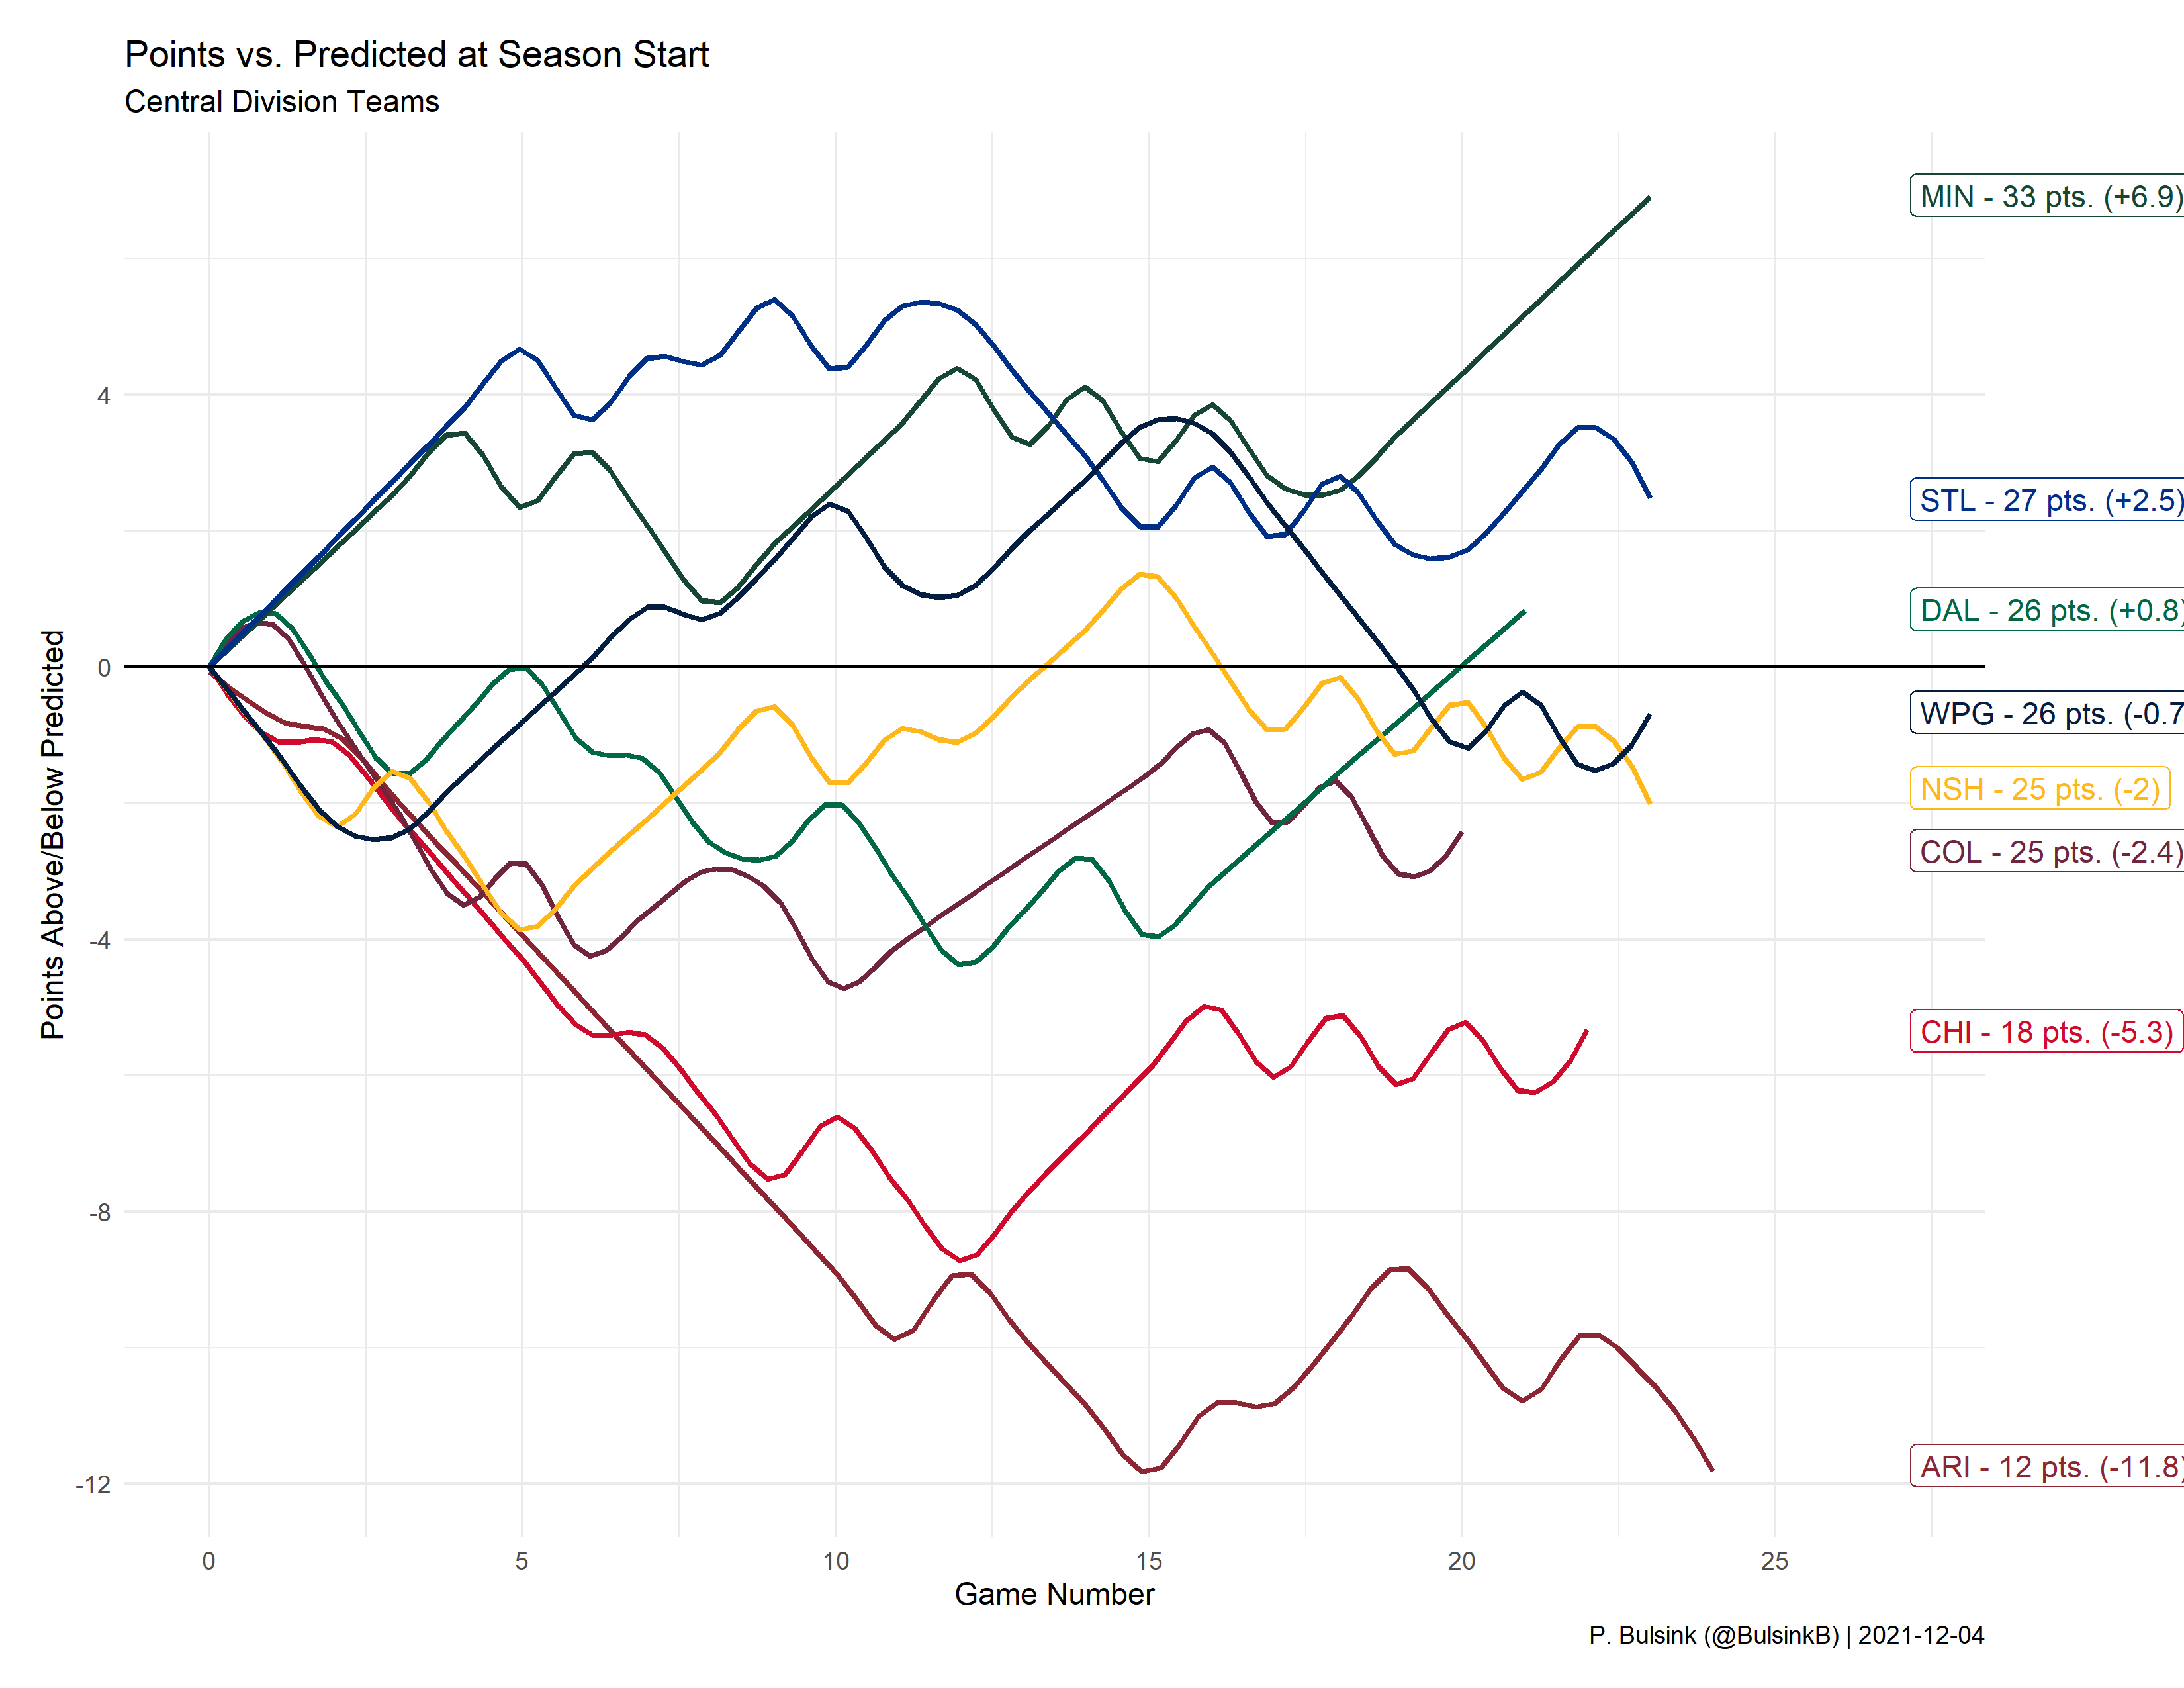 Points vs. Predicted at Season Start
Central Division Teams
Points Above/Below Predicted
4
0
-4
-8
-12
MIN - 33 pts. (+6.9)
STL - 27 pts. (+2.5)
DAL - 26 pts. (+0.8)
WPG - 26 pts. (-0.7
NSH - 25 pts. (-2)
COL - 25 pts. (-2.4)
CHI - 18 pts. (-5.3)
ARI - 12 pts. (-11.8)
0 5 10 15 20 25
Game Number
P. Bulsink (@BulsinkB) | 2021-12-04